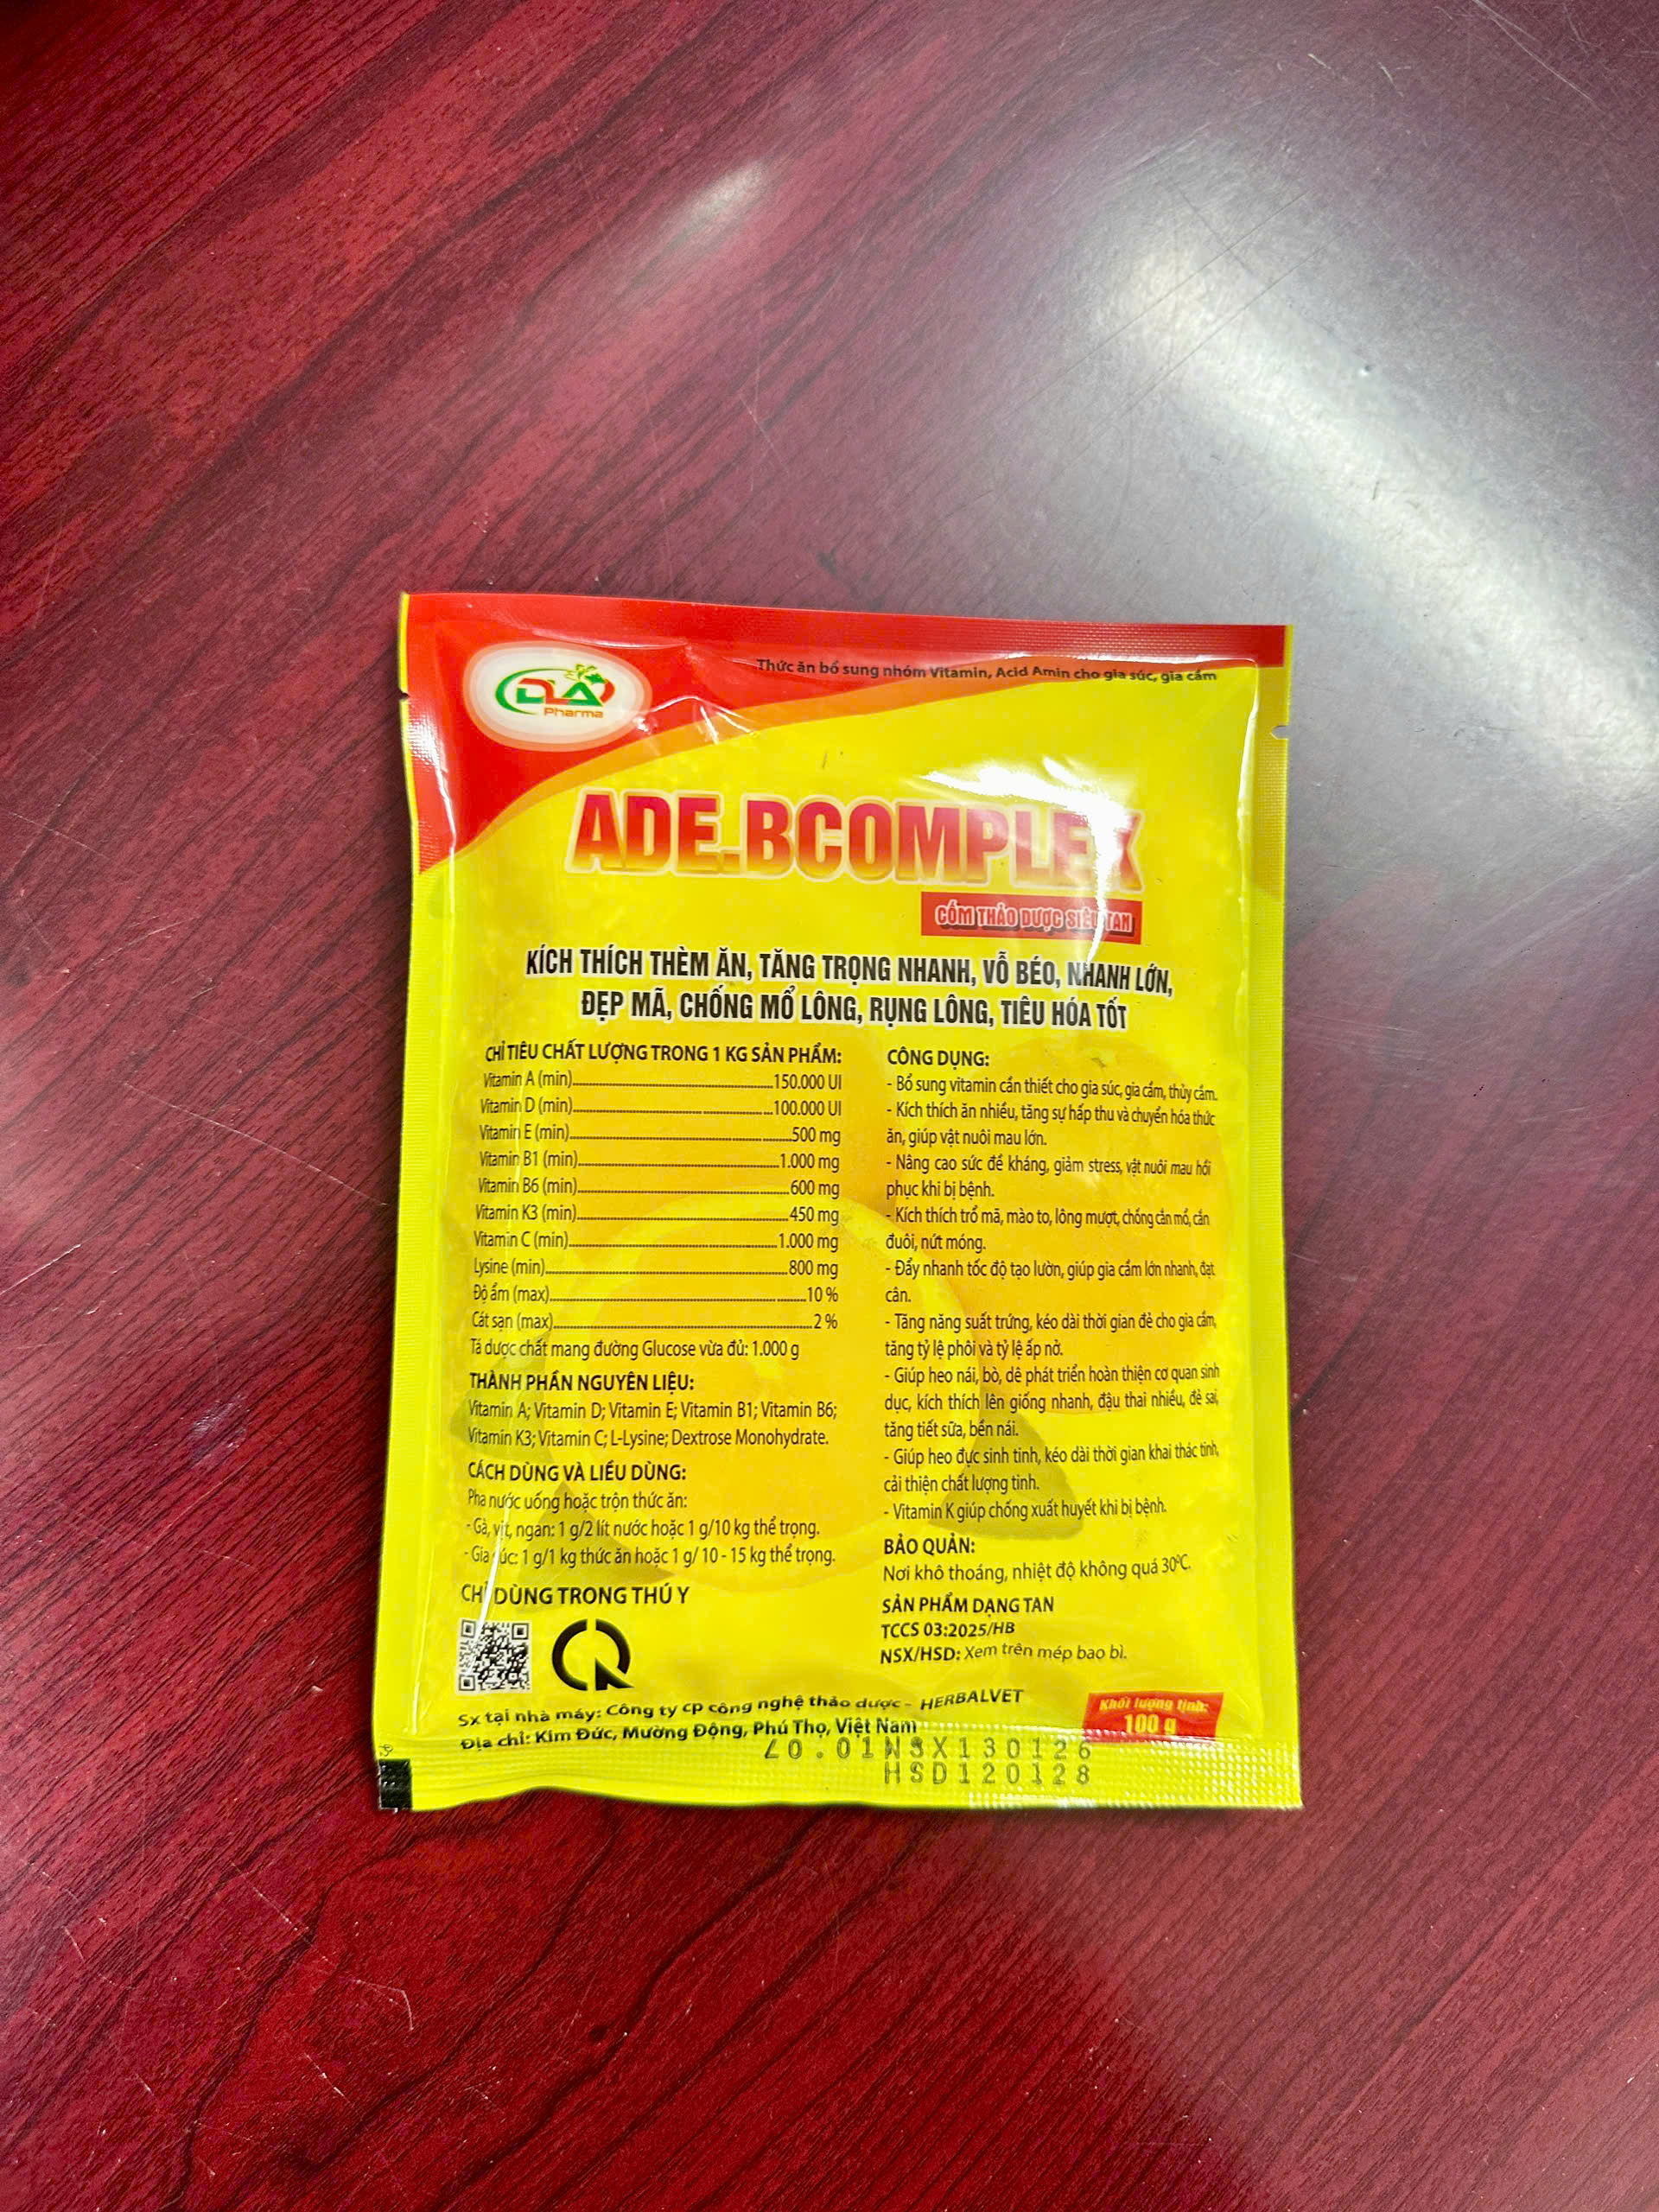 DLA
Pharma
Thức ăn bổ sung nhóm Vitamin, Acid Amin cho gia súc, gia cầm
ADE.BCOMPLEX
CỐM THẢO DƯỢC SIÊU TAN
KÍCH THÍCH THÈM ĂN, TĂNG TRỌNG NHANH, VỖ BÉO, NHANH LỚN,
ĐẸP MÃ, CHỐNG MỔ LÔNG, RỤNG LÔNG, TIÊU HÓA TỐT
CHỈ TIÊU CHẤT LƯỢNG TRONG 1 KG SẢN PHẨM:
Vitamin A (min)...150.000 UI
Vitamin D (min)...100.000 UI
Vitamin E (min)...500 mg
Vitamin B1 (min)...1.000 mg
Vitamin B6 (min)...600 mg
Vitamin K3 (min)...450 mg
Vitamin C (min)...1.000 mg
Lysine (min)...800 mg
Độ ẩm (max)...10 %
Cát sạn (max)...2 %
Tá dược chất mang đường Glucose vừa đủ: 1.000 g
THÀNH PHẦN NGUYÊN LIỆU:
Vitamin A; Vitamin D; Vitamin E; Vitamin B1; Vitamin B6;
Vitamin K3; Vitamin C; L-Lysine; Dextrose Monohydrate.
CÁCH DÙNG VÀ LIỀU DÙNG:
Pha nước uống hoặc trộn thức ăn:
- Gà, vịt, ngan: 1 g/2 lít nước hoặc 1 g/10 kg thể trọng.
- Gia súc: 1 g/1 kg thức ăn hoặc 1 g/ 10 - 15 kg thể trọng.
CHỈ DÙNG TRONG THÚ Y
CÔNG DỤNG:
- Bổ sung vitamin cần thiết cho gia súc, gia cầm, thủy cầm.
- Kích thích ăn nhiều, tăng sự hấp thu và chuyển hóa thức
ăn, giúp vật nuôi mau lớn.
- Nâng cao sức đề kháng, giảm stress, vật nuôi mau hồi
phục khi bị bệnh.
- Kích thích trổ mã, mào to, lông mượt, chống cắn mổ, cắn
đuôi, nứt móng.
- Đẩy nhanh tốc độ tạo lườn, giúp gia cầm lớn nhanh, đạt
cân.
- Tăng năng suất trứng, kéo dài thời gian đẻ cho gia cầm,
tăng tỷ lệ phôi và tỷ lệ ấp nở.
- Giúp heo nái, bò, dê phát triển hoàn thiện cơ quan sinh
dục, kích thích lên giống nhanh, đậu thai nhiều, đẻ sai,
tăng tiết sữa, bền nái.
- Giúp heo đực sinh tinh, kéo dài thời gian khai thác tinh,
cải thiện chất lượng tinh.
- Vitamin K giúp chống xuất huyết khi bị bệnh.
BẢO QUẢN:
Nơi khô thoáng, nhiệt độ không quá 30°C.
SẢN PHẨM DẠNG TAN
TCCS 03:2025/HB
NSX/HSD: Xem trên mép bao bì.
Sx tại nhà máy: Công ty CP công nghệ thảo dược - HERBALVET
Địa chỉ: Kim Đức, Mường Động, Phú Thọ, Việt Nam
Khối lượng tịnh:
100 g
LO.01NSX130126
HSD120128